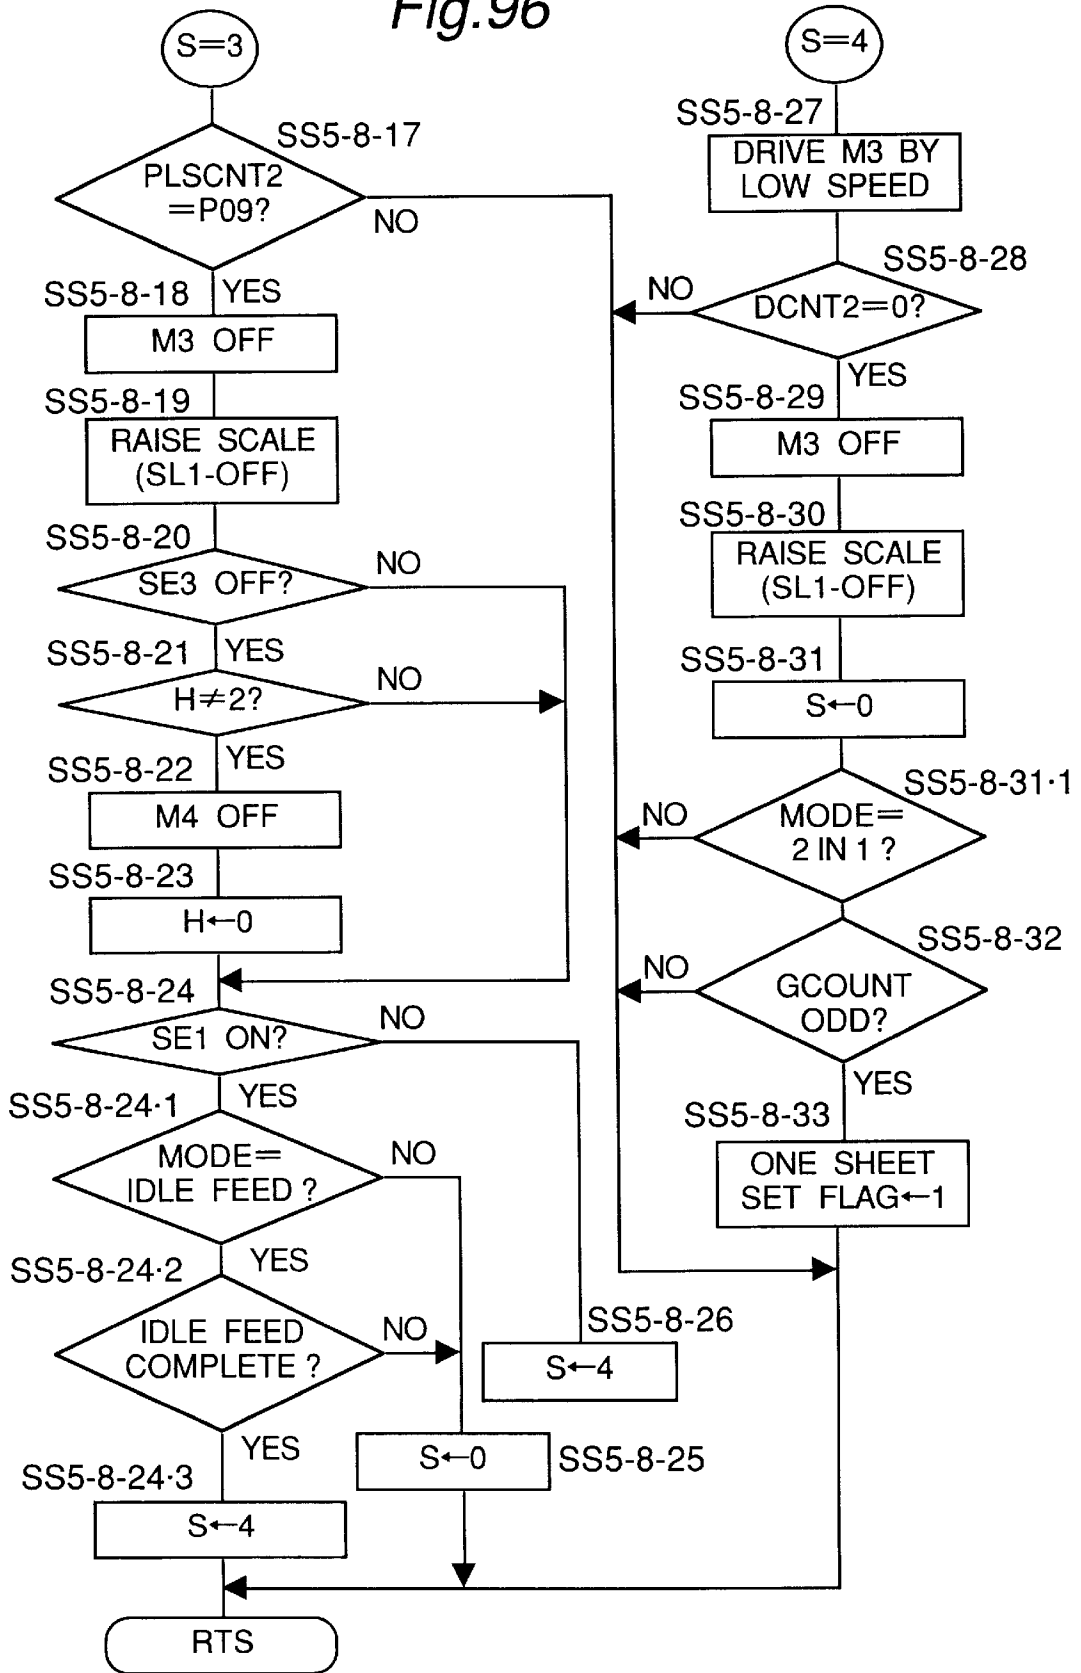 Fig.96
S=3
SS5-8-17
PLSCNT2
=P09?
NO
SS5-8-18
YES
M3 OFF
SS5-8-19
RAISE SCALE
(SL1-OFF)
SS5-8-20
SE3 OFF?
NO
SS5-8-21
YES
H≠2?
NO
SS5-8-22
YES
M4 OFF
SS5-8-23
H←0
SS5-8-24
SE1 ON?
NO
SS5-8-24·1
YES
MODE=
IDLE FEED ?
NO
SS5-8-24·2
YES
IDLE FEED
COMPLETE ?
NO
SS5-8-26
S←4
YES
S←0
SS5-8-25
SS5-8-24·3
S←4
RTS
S=4
SS5-8-27
DRIVE M3 BY
LOW SPEED
SS5-8-28
NO
DCNT2=0?
YES
SS5-8-29
M3 OFF
SS5-8-30
RAISE SCALE
(SL1-OFF)
SS5-8-31
S←0
SS5-8-31·1
NO
MODE=
2 IN 1 ?
SS5-8-32
NO
GCOUNT
ODD?
YES
SS5-8-33
ONE SHEET
SET FLAG←1